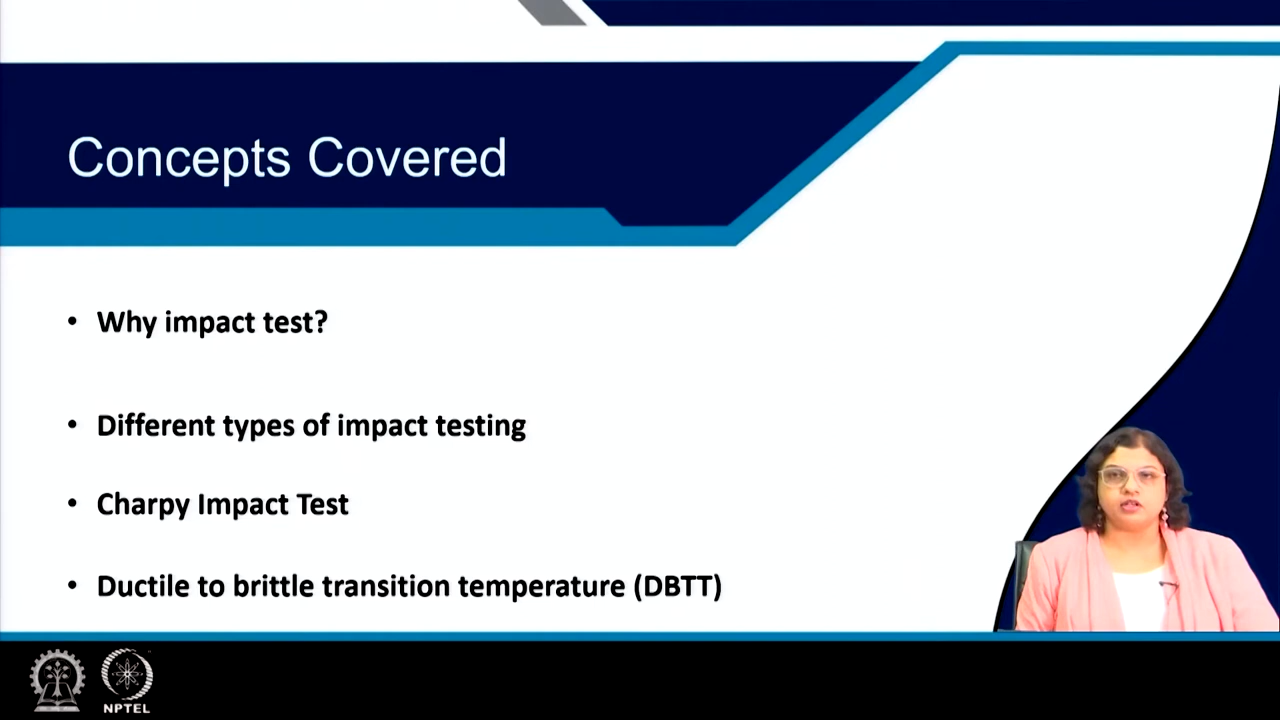 Concepts Covered
• Why impact test?
• Different types of impact testing
• Charpy Impact Test
• Ductile to brittle transition temperature (DBTT)
NPTEL